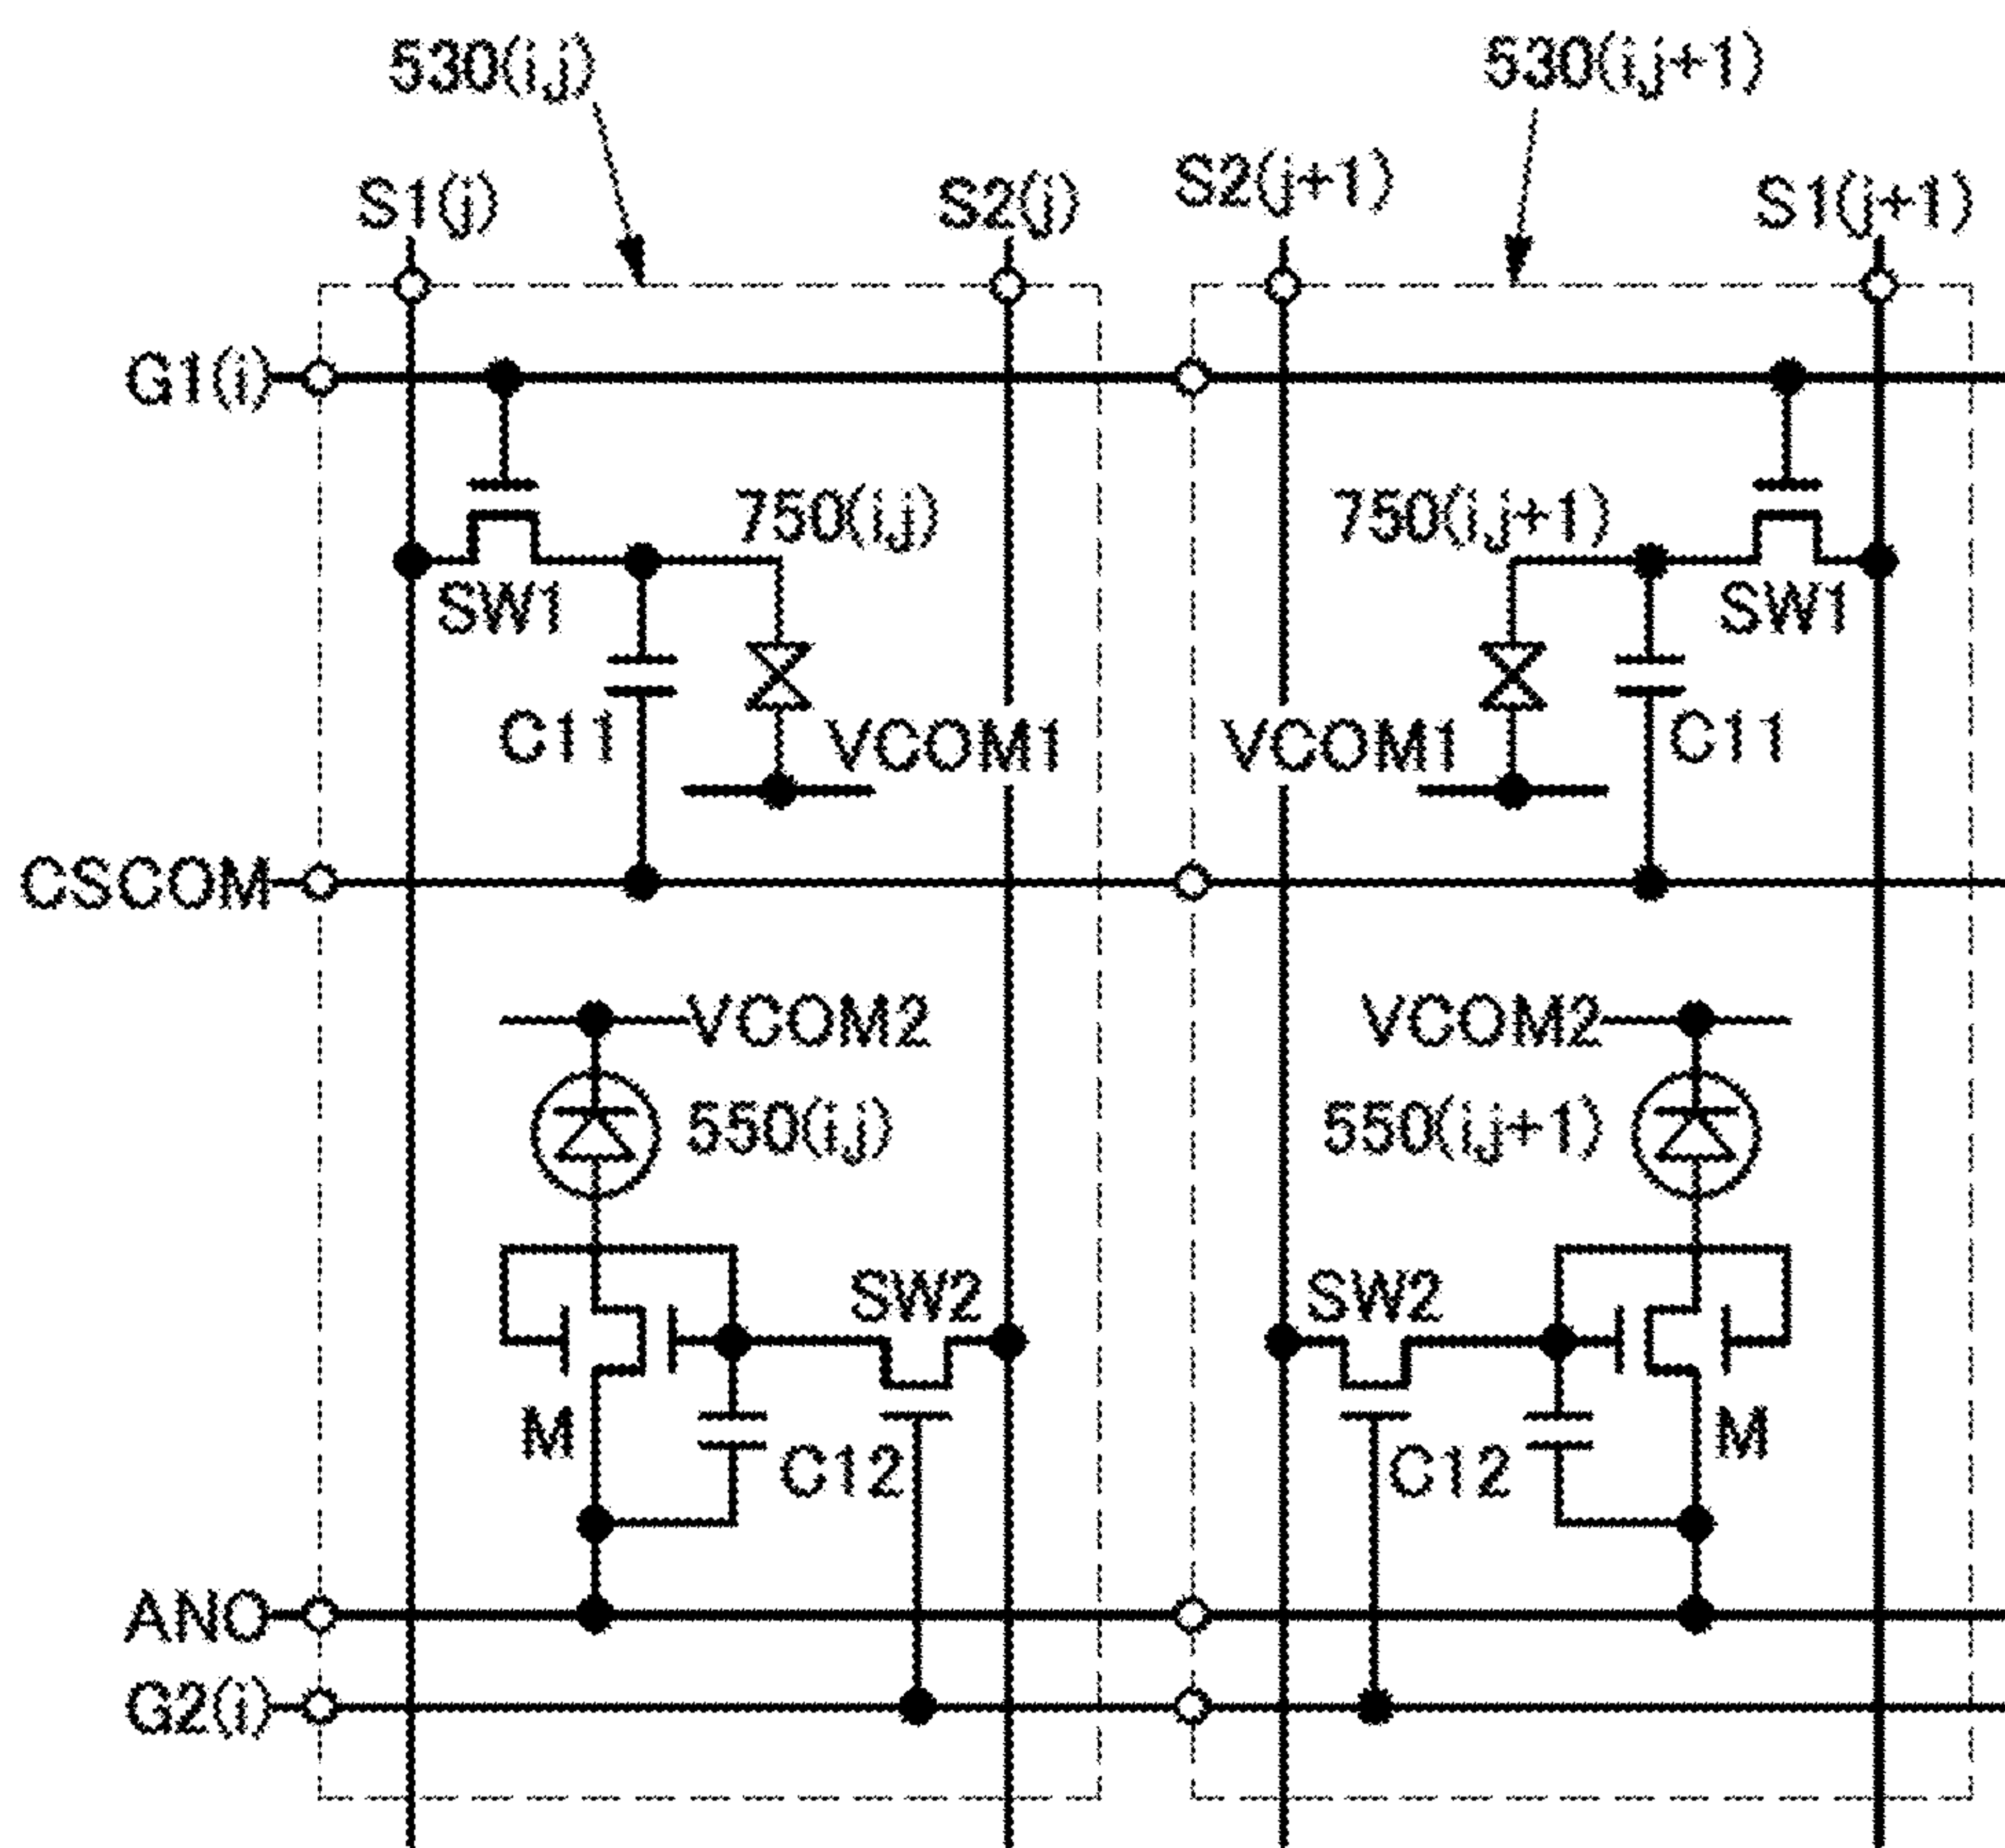 530(i,j)
530(i,j+1)
S1(j)
S2(j)
S2(j+1)
S1(j+1)
G1(i)
750(i,j)
750(i,j+1)
SW1
SW1
C11
VCOM1
VCOM1
C11
CSCOM
VCOM2
VCOM2
550(i,j)
550(i,j+1)
SW2
SW2
M
C12
C12
M
ANO
G2(i)